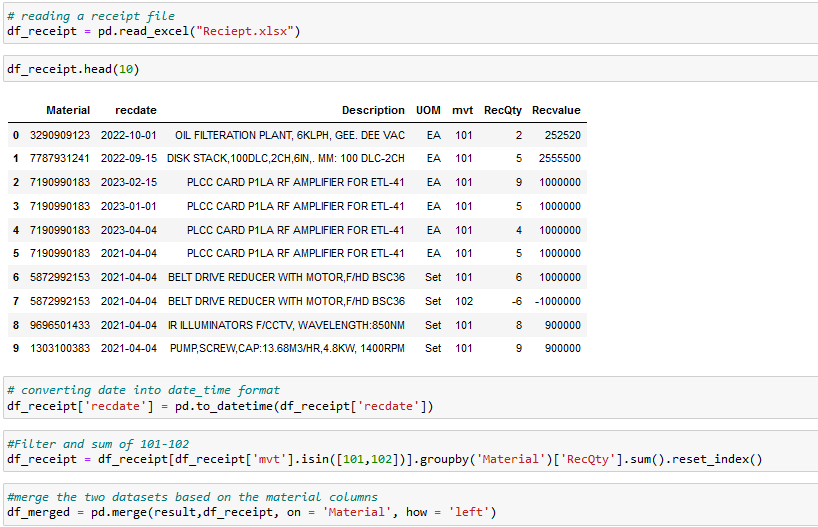 # reading a receipt file
df_receipt = pd.read_excel("Reciept.xlsx")
df_receipt.head(10)
Material recdate Description UOM mvt RecQty Recvalue
0 3290909123 2022-10-01 OIL FILTERATION PLANT, 6KLPH, GEE. DEE VAC EA 101 2 252520
1 7787931241 2022-09-15 DISK STACK,100DLC,2CH,6IN,. MM: 100 DLC-2CH EA 101 5 2555500
2 7190990183 2023-02-15 PLCC CARD P1LA RF AMPLIFIER FOR ETL-41 EA 101 9 1000000
3 7190990183 2023-01-01 PLCC CARD P1LA RF AMPLIFIER FOR ETL-41 EA 101 5 1000000
4 7190990183 2023-04-04 PLCC CARD P1LA RF AMPLIFIER FOR ETL-41 EA 101 4 1000000
5 7190990183 2021-04-04 PLCC CARD P1LA RF AMPLIFIER FOR ETL-41 EA 101 5 1000000
6 5872992153 2021-04-04 BELT DRIVE REDUCER WITH MOTOR,F/HD BSC36 Set 101 6 1000000
7 5872992153 2021-04-04 BELT DRIVE REDUCER WITH MOTOR,F/HD BSC36 Set 102 -6 -1000000
8 9696501433 2021-04-04 IR ILLUMINATORS F/CCTV, WAVELENGTH:850NM Set 101 8 900000
9 1303100383 2021-04-04 PUMP,SCREW,CAP:13.68M3/HR,4.8KW, 1400RPM Set 101 9 900000
# converting date into date_time format
df_receipt['recdate'] = pd.to_datetime(df_receipt['recdate'])
#Filter and sum of 101-102
df_receipt = df_receipt[df_receipt['mvt'].isin([101,102])].groupby('Material')['RecQty'].sum().reset_index()
#merge the two datasets based on the material columns
df_merged = pd.merge(result,df_receipt, on = 'Material', how = 'left')